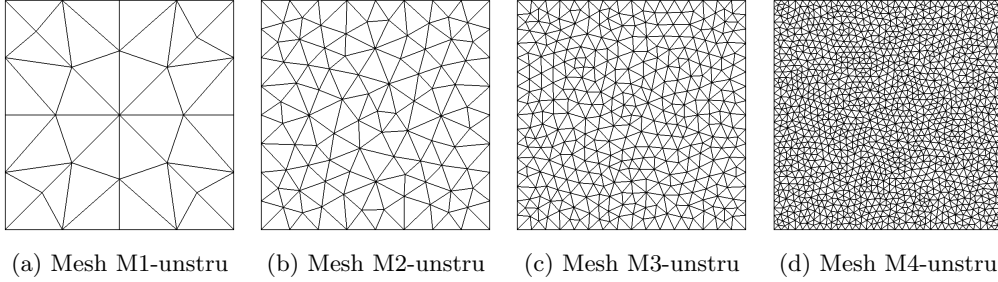 (a) Mesh M1-unstru
(b) Mesh M2-unstru
(c) Mesh M3-unstru
(d) Mesh M4-unstru